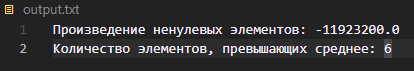 output.txt
1 Произведение ненулевых элементов: -11923200.0
2 Количество элементов, превышающих среднее: 6